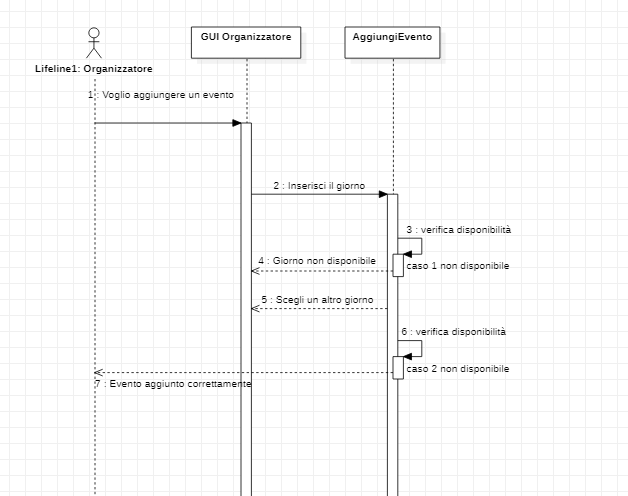 GUI Organizzatore
AggiungiEvento
Lifeline1: Organizzatore
1 : Voglio aggiungere un evento
2 : Inserisci il giorno
3 : verifica disponibilità
4 : Giorno non disponibile
caso 1 non disponibile
5 : Scegli un altro giorno
6 : verifica disponibilità
caso 2 non disponibile
7 : Evento aggiunto correttamente